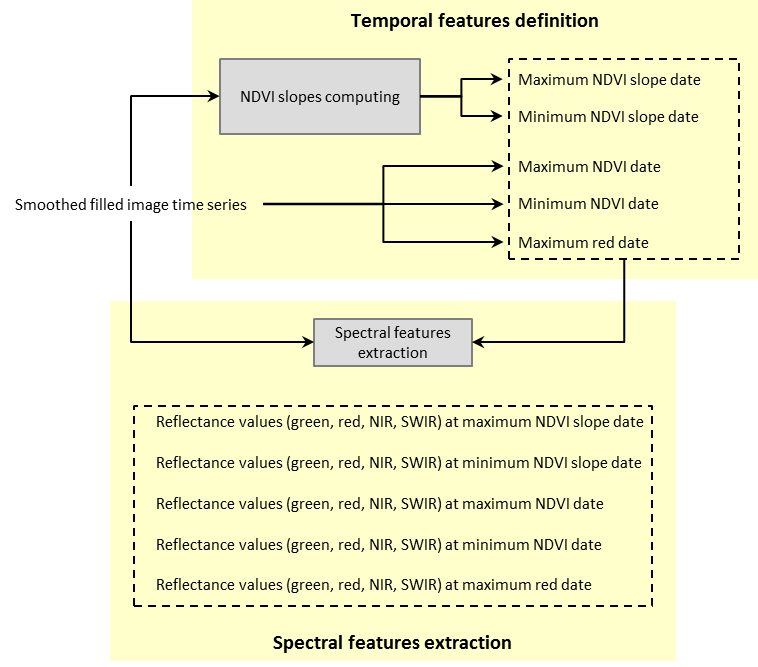 Temporal features definition
NDVI slopes computing
Maximum NDVI slope date
Minimum NDVI slope date
Maximum NDVI date
Smoothed filled image time series
Minimum NDVI date
Maximum red date
Spectral features
extraction
Reflectance values (green, red, NIR, SWIR) at maximum NDVI slope date
Reflectance values (green, red, NIR, SWIR) at minimum NDVI slope date
Reflectance values (green, red, NIR, SWIR) at maximum NDVI date
Reflectance values (green, red, NIR, SWIR) at minimum NDVI date
Reflectance values (green, red, NIR, SWIR) at maximum red date
Spectral features extraction